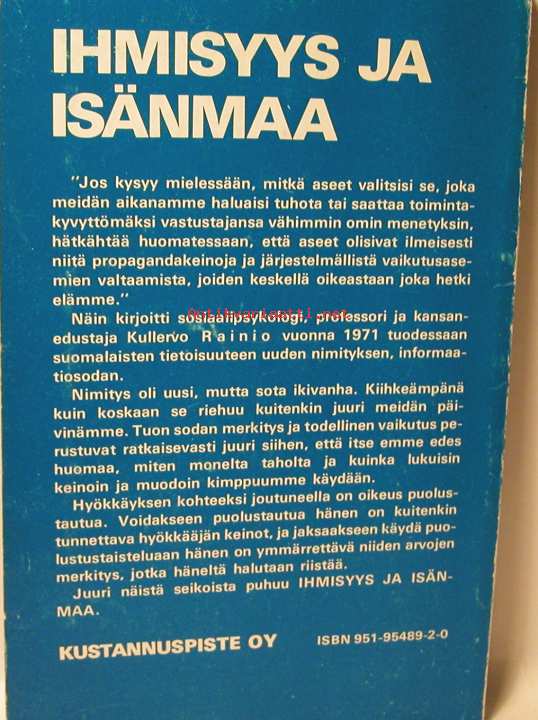 IHMISYYS JA
ISÄNMAA
"Jos kysyy mielessään, mitkä aseet valitsisi se, joka
meidän aikanamme haluaisi tuhota tai saattaa toiminta-
kyvyttömäksi vastustajansa vähimmin omin menetyksin,
hätkähtää huomatessaan, että aseet olisivat ilmeisesti
niitä propagandakeinoja ja järjestelmällistä vaikutusase-
mien valtaamista, joiden keskellä oikeastaan joka hetki
elämme."
Näin kirjoitti sosiaalipsykologi, professori ja kansan-
edustaja Kullervo Rainio vuonna 1971 tuodessaan
suomalaisten tietoisuuteen uuden nimityksen, informaa-
tiosodan.
Nimitys oli uusi, mutta sota ikivanha. Kiihkeämpänä
kuin koskaan se riehuu kuitenkin juuri meidän päi-
vinämme. Tuon sodan merkitys ja todellinen vaikutus pe-
rustuvat ratkaisevasti juuri siihen, että itse emme edes
huomaa, miten monelta taholta ja kuinka lukuisin
keinoin ja muodoin kimppuumme käydään.
Hyökkäyksen kohteeksi joutuneella on oikeus puolus-
tautua. Voidakseen puolustautua hänen on kuitenkin
tunnettava hyökkääjän keinot, ja jaksaakseen käydä puo-
lustustaisteluaan hänen on ymmärrettävä niiden arvojen
merkitys, jotka häneltä halutaan riistää.
Juuri näistä seikoista puhuu IHMISYYS JA ISÄN-
MAA.
KUSTANNUSPISTE OY
ISBN 951-95489-2-0